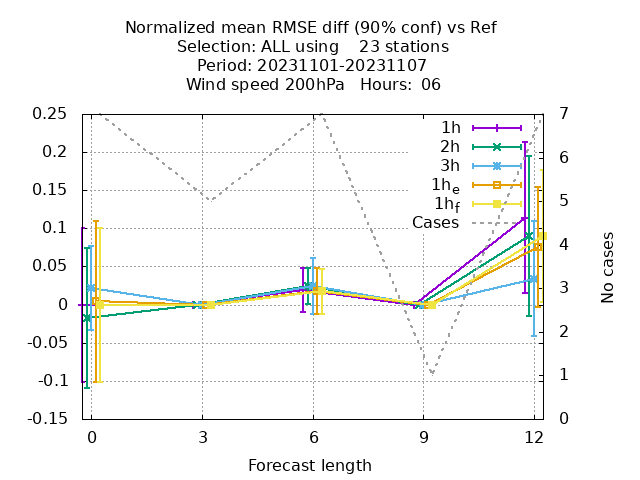 Normalized mean RMSE diff (90% conf) vs Ref
Selection: ALL using    23 stations
Period: 20231101-20231107
Wind speed 200hPa   Hours:  06
0.25
0.2
0.15
0.1
0.05
0
-0.05
-0.1
-0.15
7
6
5
4
3
2
1
0
1h
2h
3h
1he
1hf
Cases
No cases
0 3 6 9 12
Forecast length